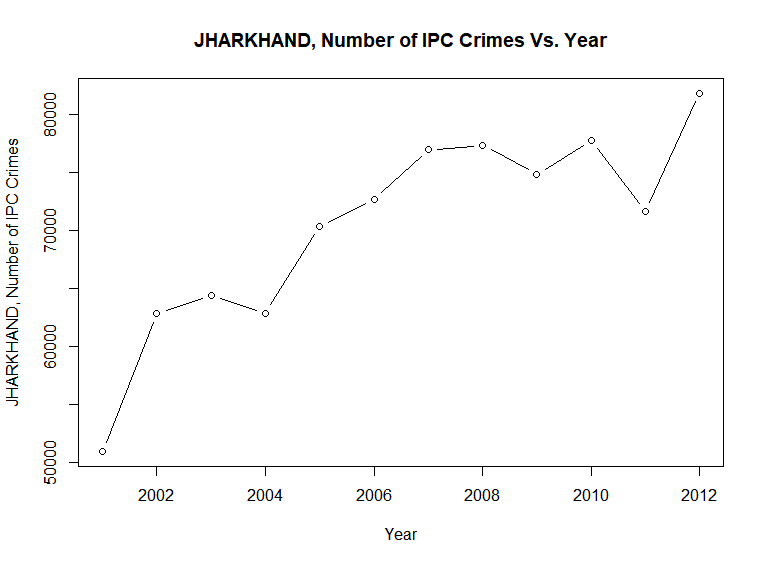 JHARKHAND, Number of IPC Crimes Vs. Year
JHARKHAND, Number of IPC Crimes
80000
70000
60000
50000
2002 2004 2006 2008 2010 2012
Year